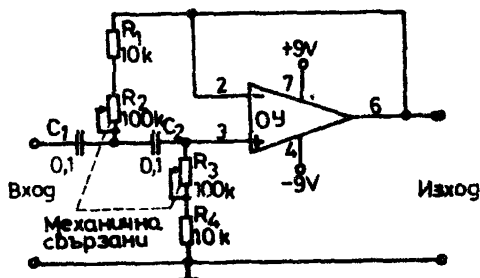 R1
10k
+9V
2
7
R2
100k
C1
C2
0,1
0,1
ОУ
6
3
4
-9V
R3
100k
Вход
Изход
Механично
свързани
R4
10k